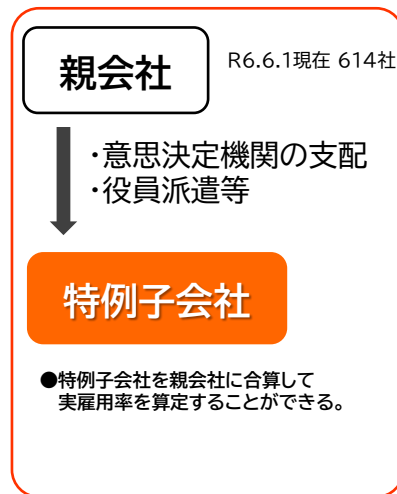 親会社
R6.6.1現在 614社
・意思決定機関の支配
・役員派遣等
特例子会社
●特例子会社を親会社に合算して
実雇用率を算定することができる。